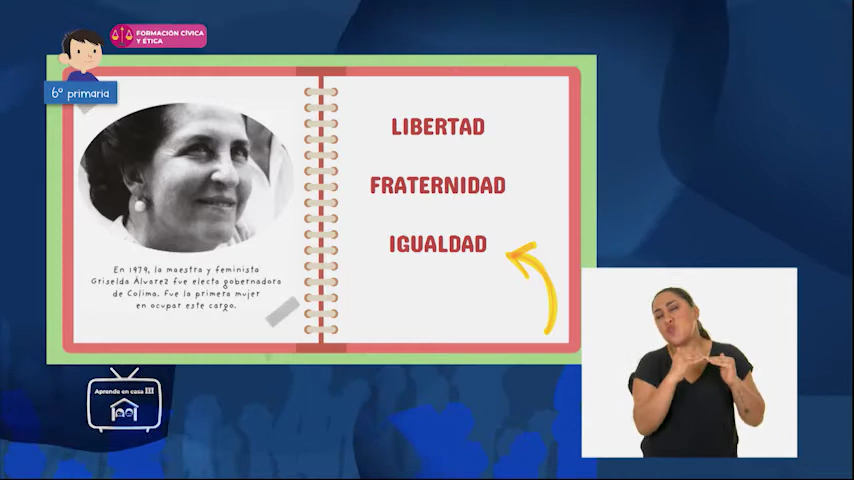 FORMACIÓN CÍVICA
Y ÉTICA
6º primaria
LIBERTAD
FRATERNIDAD
IGUALDAD
En 1979, la maestra y feminista
Griselda Álvarez fue electa gobernadora
de Colima. Fue la primera mujer
en ocupar este cargo.
Aprende en casa III